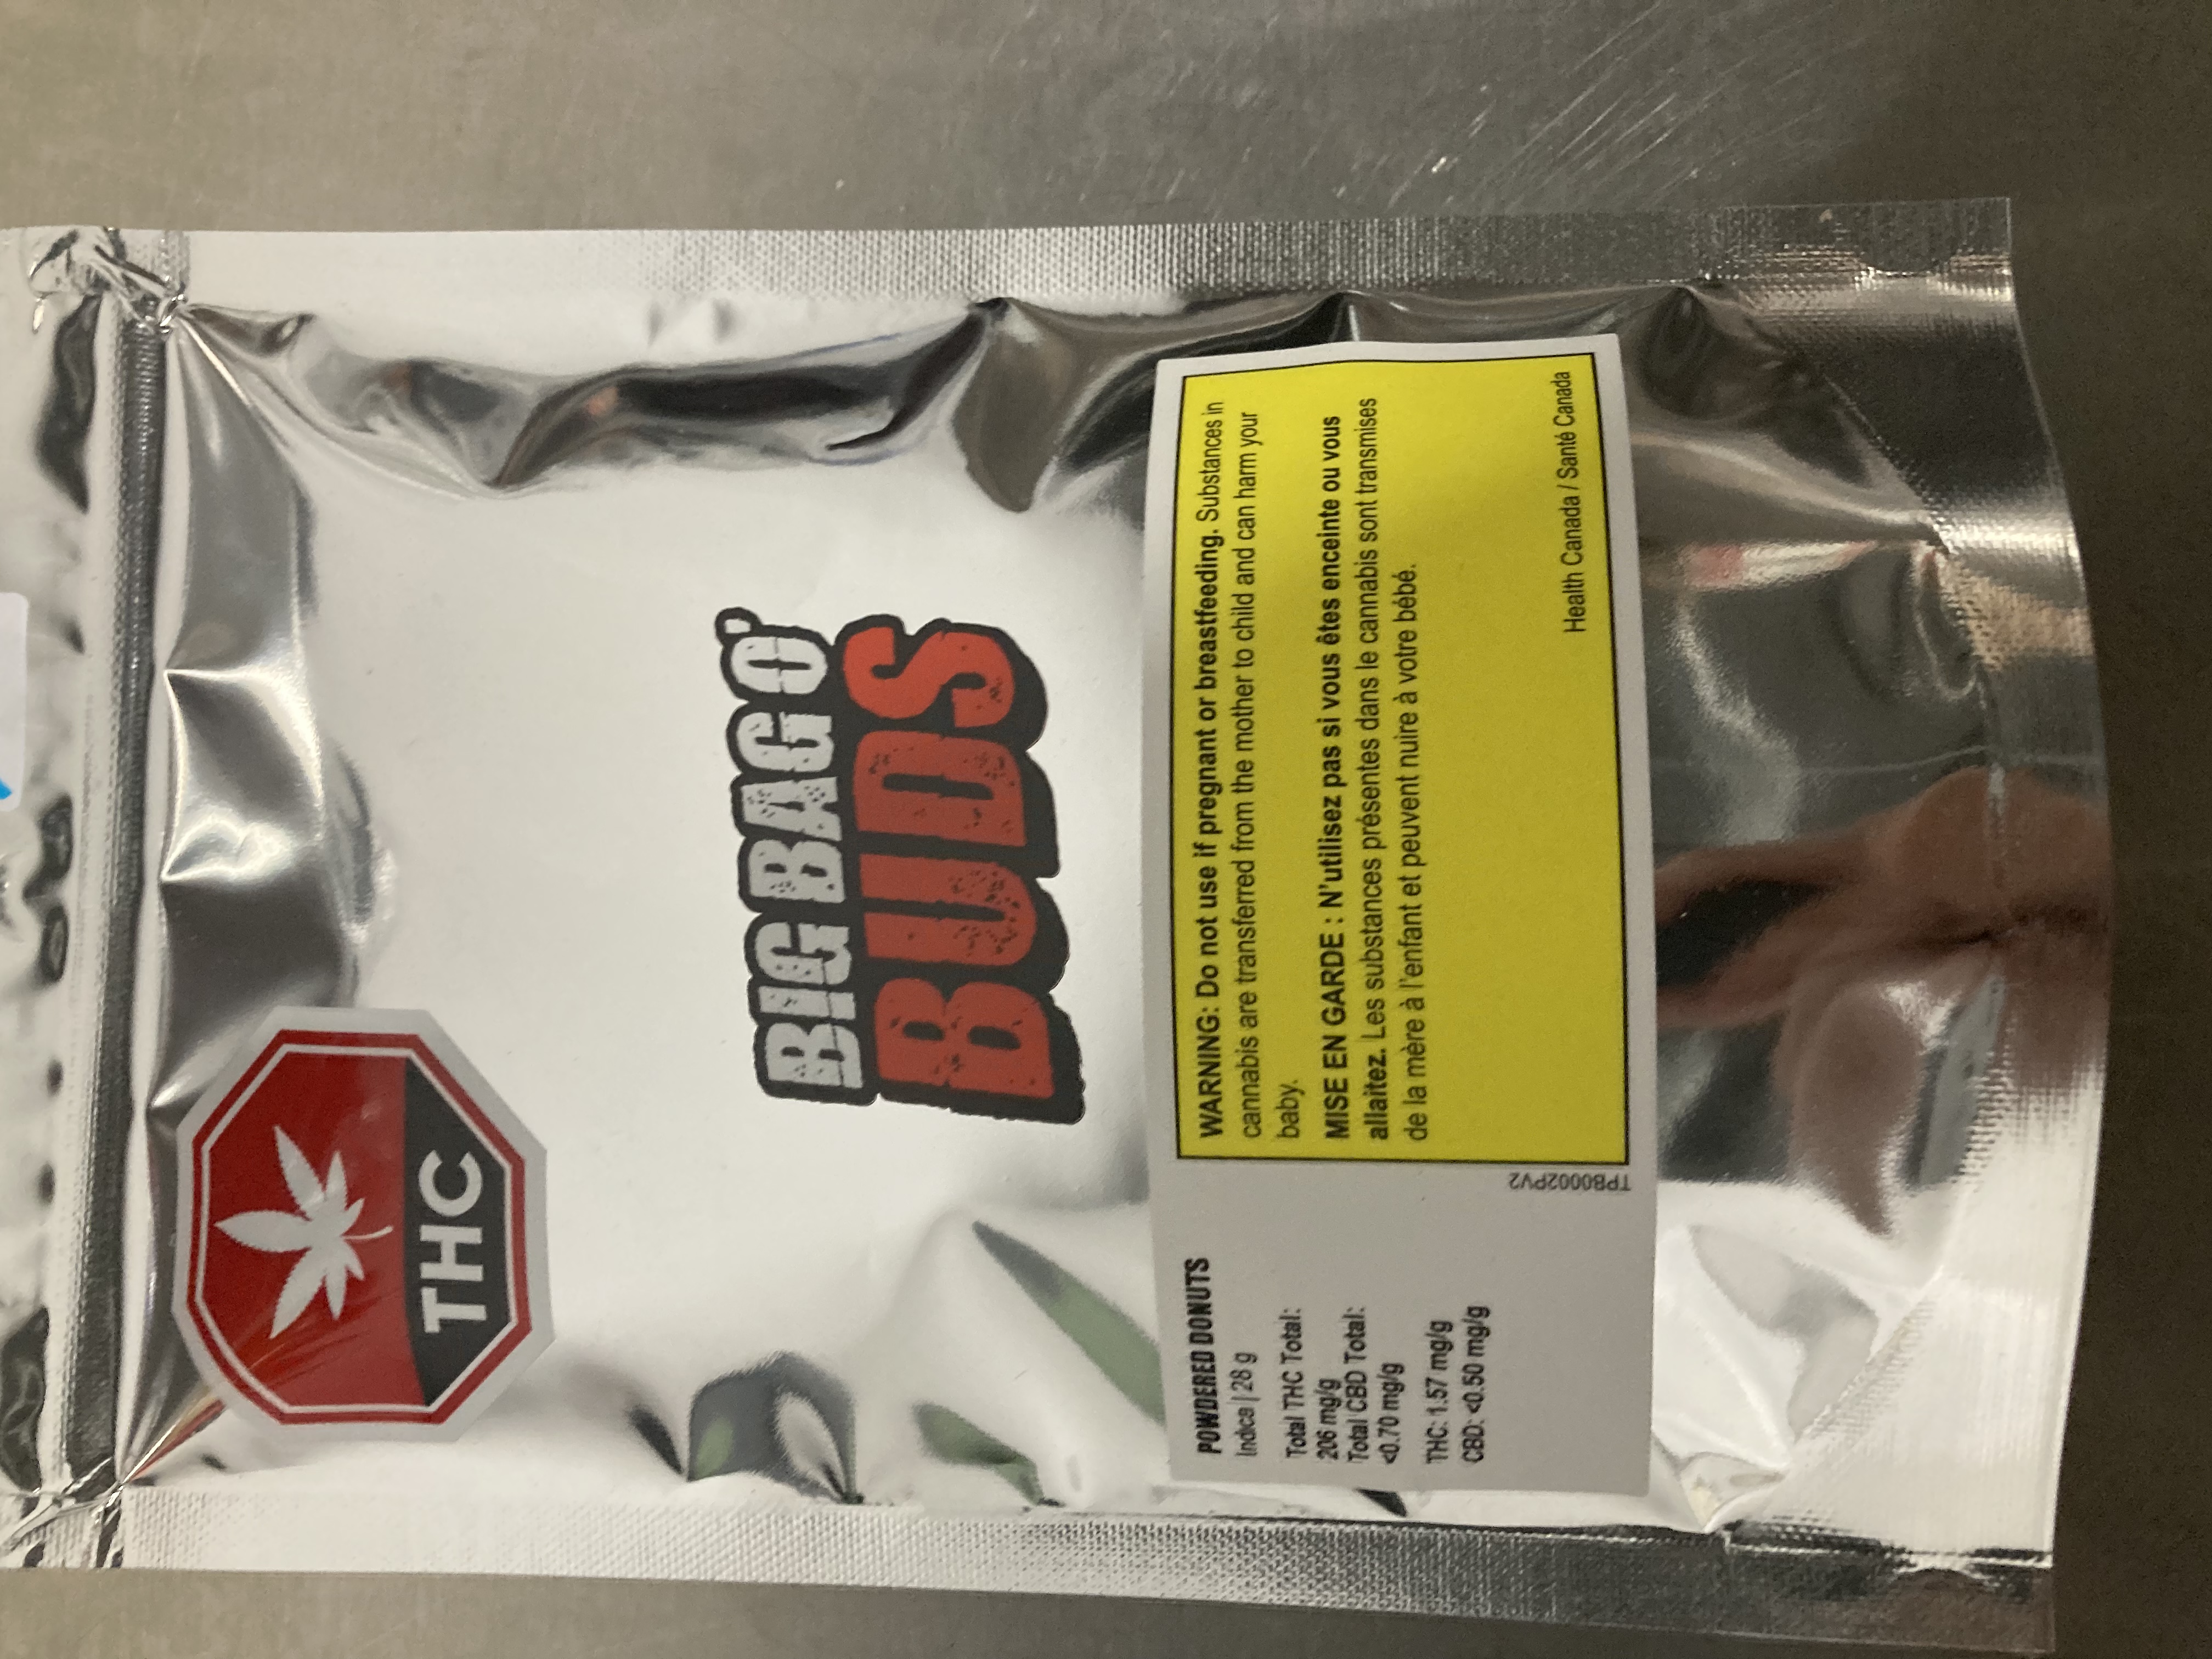 THC
BIG BAG O'
BUDS
POWDERED DONUTS
Indica | 28 g
Total THC Total:
206 mg/g
Total CBD Total:
<0.70 mg/g
THC: 1.57 mg/g
CBD: <0.50 mg/g
TPB0002PV2
WARNING: Do not use if pregnant or breastfeeding. Substances in
cannabis are transferred from the mother to child and can harm your
baby.
MISE EN GARDE : N'utilisez pas si vous êtes enceinte ou vous
allaitez. Les substances présentes dans le cannabis sont transmises
de la mère à l'enfant et peuvent nuire à votre bébé.
Health Canada / Santé Canada